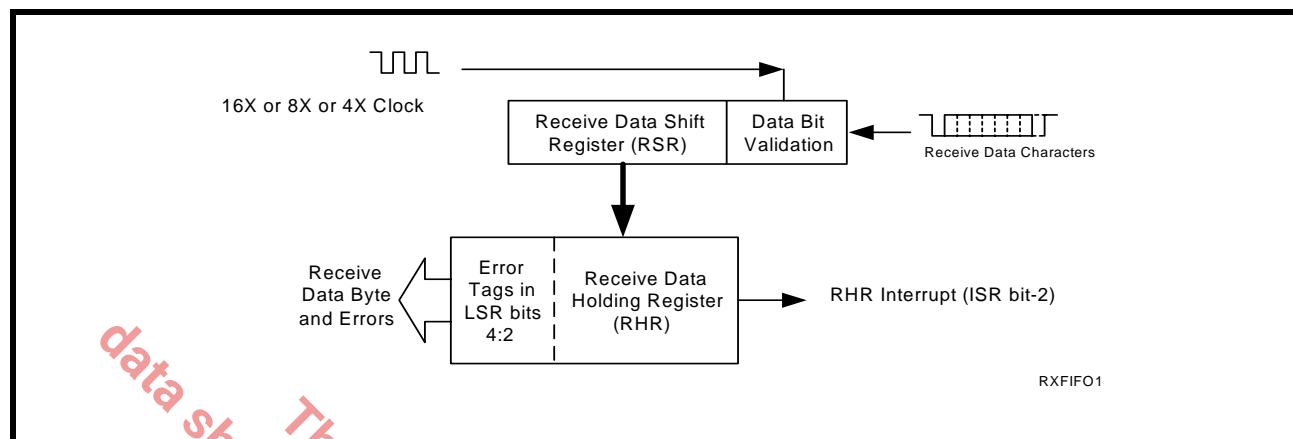 16X or 8X or 4X Clock
Receive Data Shift
Register (RSR)
Data Bit
Validation
Receive Data Characters
Receive
Data Byte
and Errors
Error
Tags in
LSR bits
4:2
Receive Data
Holding Register
(RHR)
RHR Interrupt (ISR bit-2)
RXFIFO1
data